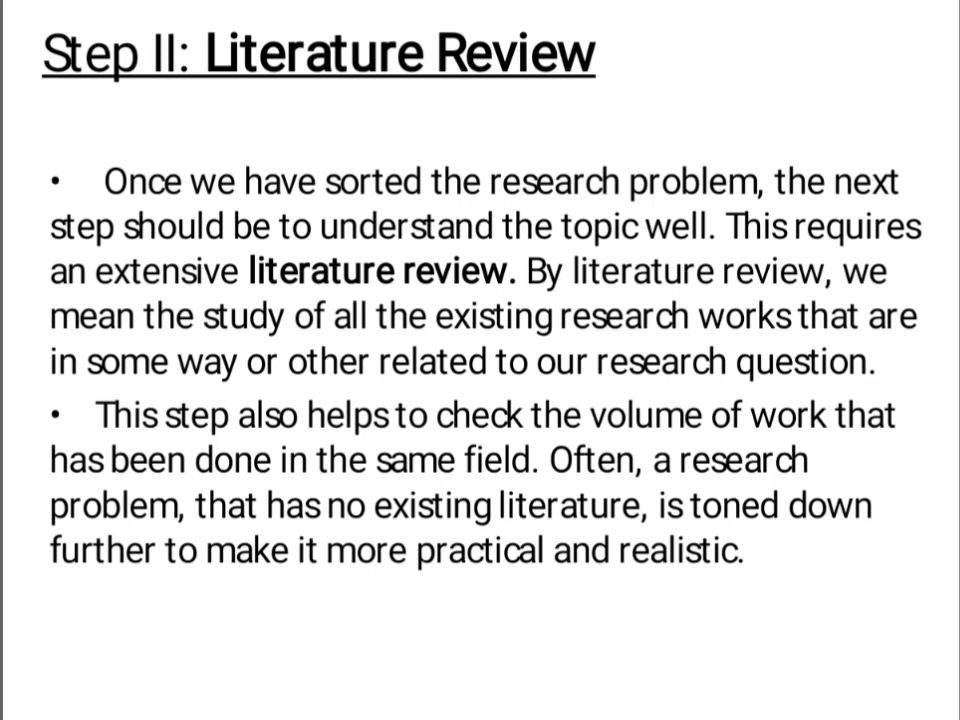 Step II: Literature Review
• Once we have sorted the research problem, the next
step should be to understand the topic well. This requires
an extensive literature review. By literature review, we
mean the study of all the existing research works that are
in some way or other related to our research question.
• This step also helps to check the volume of work that
has been done in the same field. Often, a research
problem, that has no existing literature, is toned down
further to make it more practical and realistic.